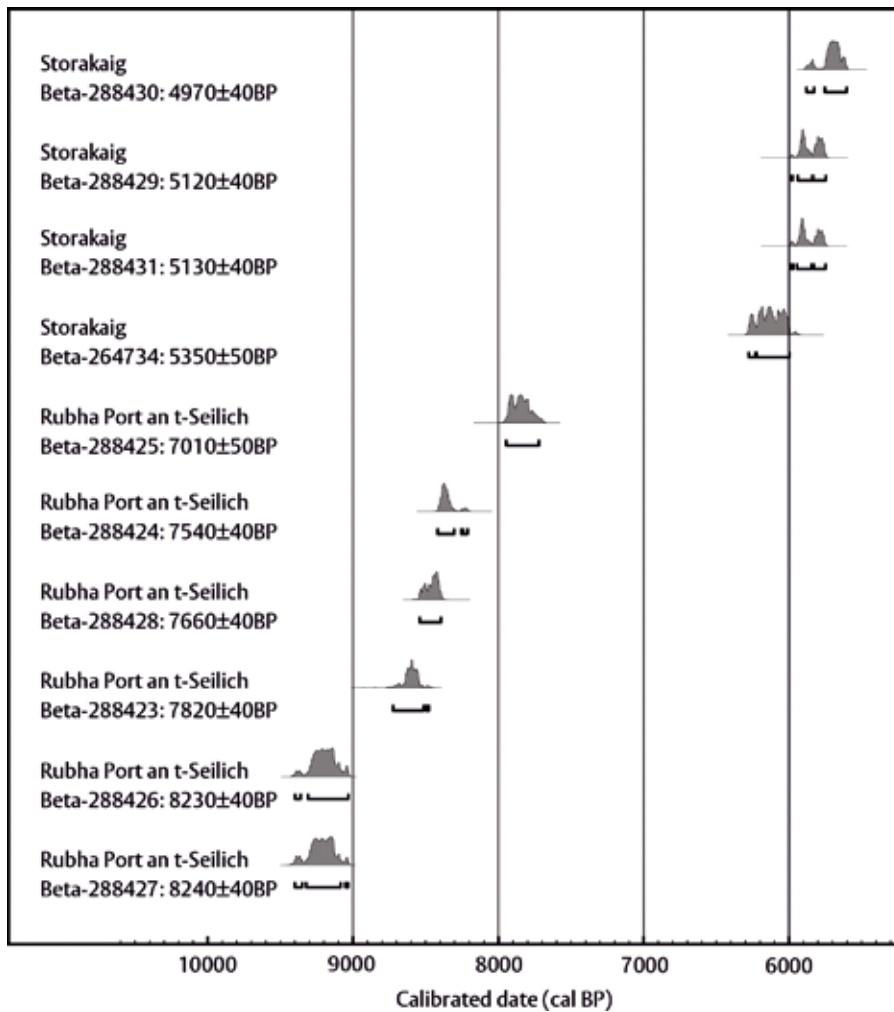 Storakaig
Beta-288430: 4970±40BP
Storakaig
Beta-288429: 5120±40BP
Storakaig
Beta-288431: 5130±40BP
Storakaig
Beta-264734: 5350±50BP
Rubha Port an t-Seilich
Beta-288425: 7010±50BP
Rubha Port an t-Seilich
Beta-288424: 7540±40BP
Rubha Port an t-Seilich
Beta-288428: 7660±40BP
Rubha Port an t-Seilich
Beta-288423: 7820±40BP
Rubha Port an t-Seilich
Beta-288426: 8230±40BP
Rubha Port an t-Seilich
Beta-288427: 8240±40BP
10000 9000 8000 7000 6000
Calibrated date (cal BP)